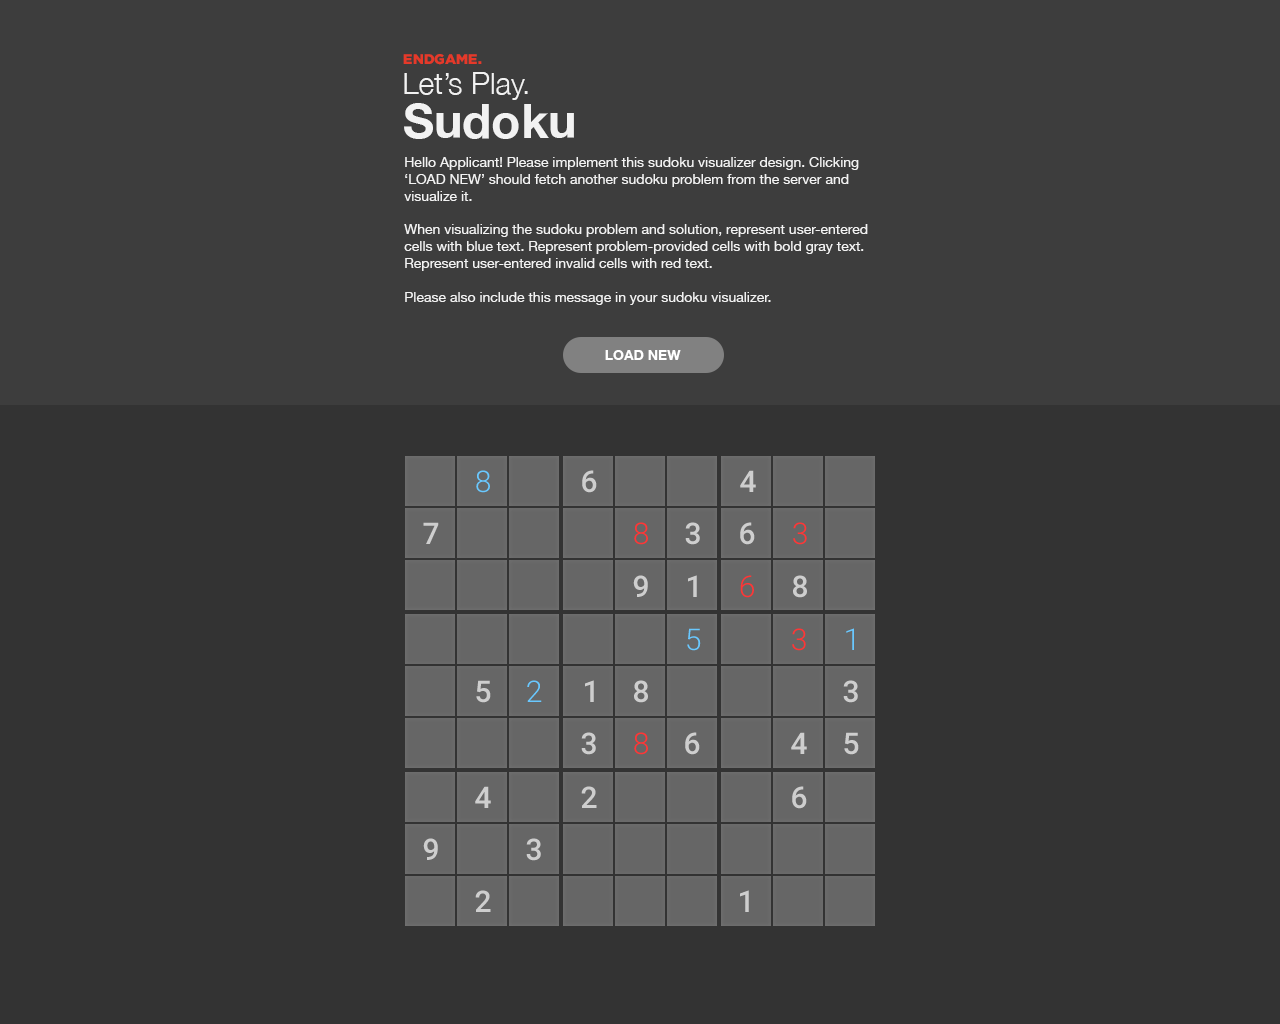 ENDGAME.
Let's Play.
Sudoku
Hello Applicant! Please implement this sudoku visualizer design. Clicking
‘LOAD NEW’ should fetch another sudoku problem from the server and
visualize it.
When visualizing the sudoku problem and solution, represent user-entered
cells with blue text. Represent problem-provided cells with bold gray text.
Represent user-entered invalid cells with red text.
Please also include this message in your sudoku visualizer.
LOAD NEW
8 6 4
7 8 3 6 3
9 1 6 8
5 3 1
5 2 1 8 3
3 8 6 4 5
4 2 6
9 3
2 1